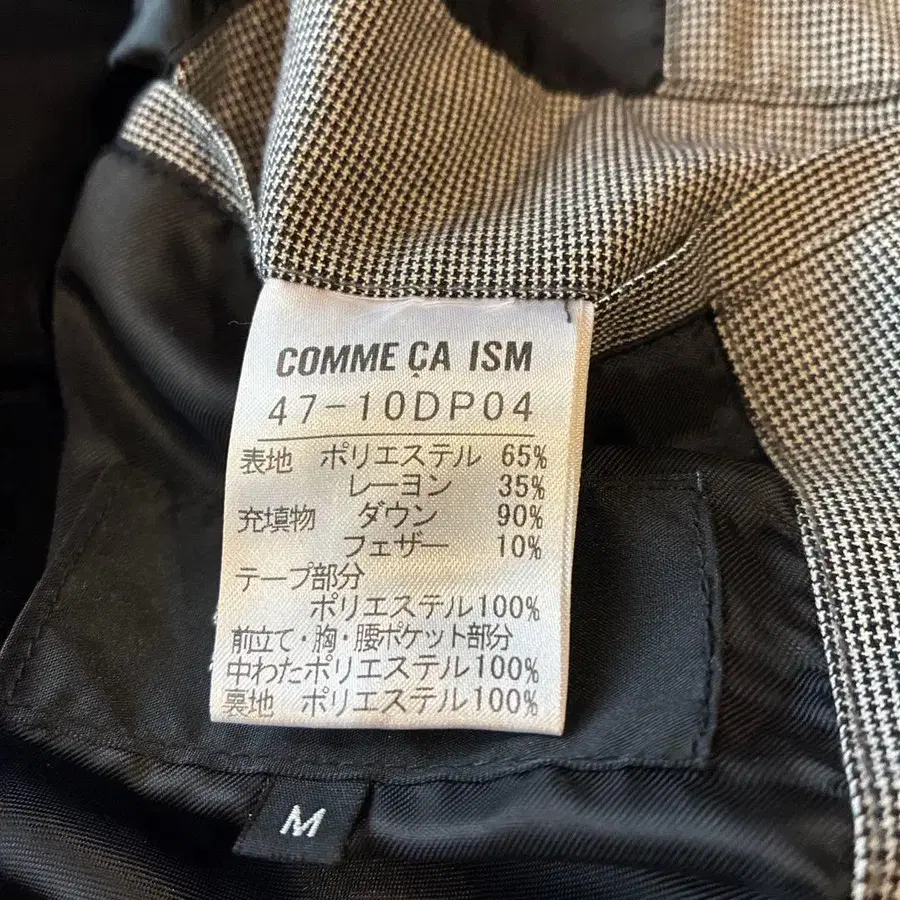 COMME ÇA ISM
47-10DP04
表地 ポリエステル 65%
レーヨン 35%
充填物 ダウン 90%
フェザー 10%
テープ部分
ポリエステル100%
前立て・胸・腰ポケット部分
中わたポリエステル100%
裏地 ポリエステル100%
M